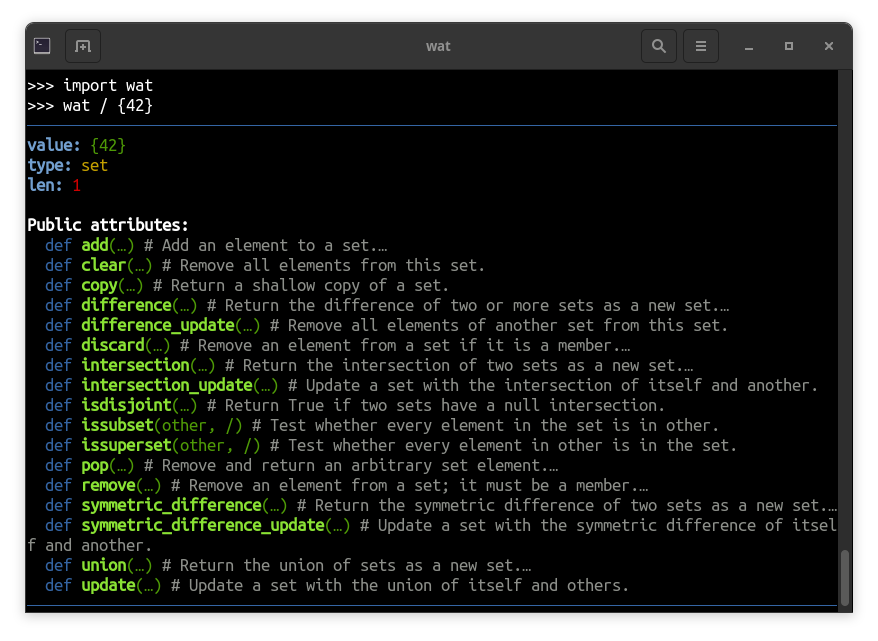 wat
>>> import wat
>>> wat / {42}
value: {42}
type: set
len: 1
Public attributes:
  def add(…) # Add an element to a set.…
  def clear(…) # Remove all elements from this set.
  def copy(…) # Return a shallow copy of a set.
  def difference(…) # Return the difference of two or more sets as a new set.…
  def difference_update(…) # Remove all elements of another set from this set.
  def discard(…) # Remove an element from a set if it is a member.…
  def intersection(…) # Return the intersection of two sets as a new set.…
  def intersection_update(…) # Update a set with the intersection of itself and another.
  def isdisjoint(…) # Return True if two sets have a null intersection.
  def issubset(other, /) # Test whether every element in the set is in other.
  def issuperset(other, /) # Test whether every element in other is in the set.
  def pop(…) # Remove and return an arbitrary set element.…
  def remove(…) # Remove an element from a set; it must be a member.…
  def symmetric_difference(…) # Return the symmetric difference of two sets as a new set.…
  def symmetric_difference_update(…) # Update a set with the symmetric difference of itsel
f and another.
  def union(…) # Return the union of sets as a new set.…
  def update(…) # Update a set with the union of itself and others.